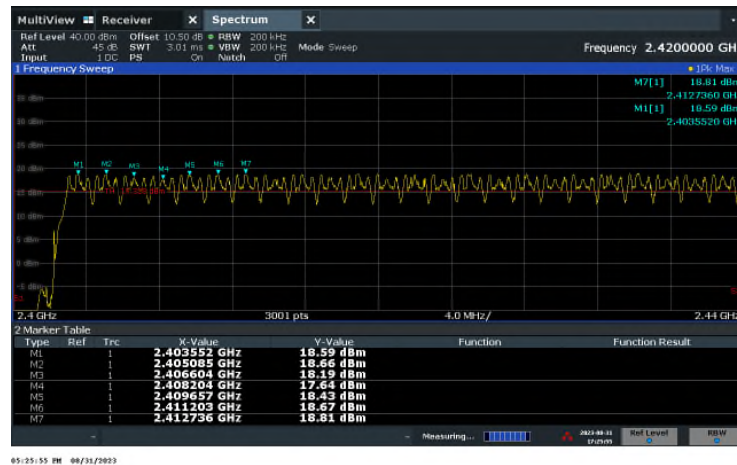 MultiView Receiver X Spectrum X
Ref Level 40.00 dBm Offset 10.50 dB RBW 200 kHz
Att 45 dB SWT 3.01 ms VBW 200 kHz Mode Sweep Frequency 2.4200000 GH
Input 1 DC PS On Notch Off
1 Frequency Sweep 1Pk Max
M7[1] 18.81 dBm
2.4127360 GH
M1[1] 18.59 dBm
2.4035520 GH
M1 M2 M3 M4 M5 M6 M7
2.4 GHz 3001 pts 4.0 MHz/ 2.44 GHz
2 Marker Table
Type Ref Trc X-Value Y-Value Function Function Result
M1 1 2.403552 GHz 18.59 dBm
M2 1 2.405085 GHz 18.66 dBm
M3 1 2.406604 GHz 18.19 dBm
M4 1 2.408204 GHz 17.64 dBm
M5 1 2.409657 GHz 18.43 dBm
M6 1 2.411203 GHz 18.67 dBm
M7 1 2.412736 GHz 18.81 dBm
Measuring... 2023-08-31 Ref Level RBW
05:25:55 PM 08/31/2023